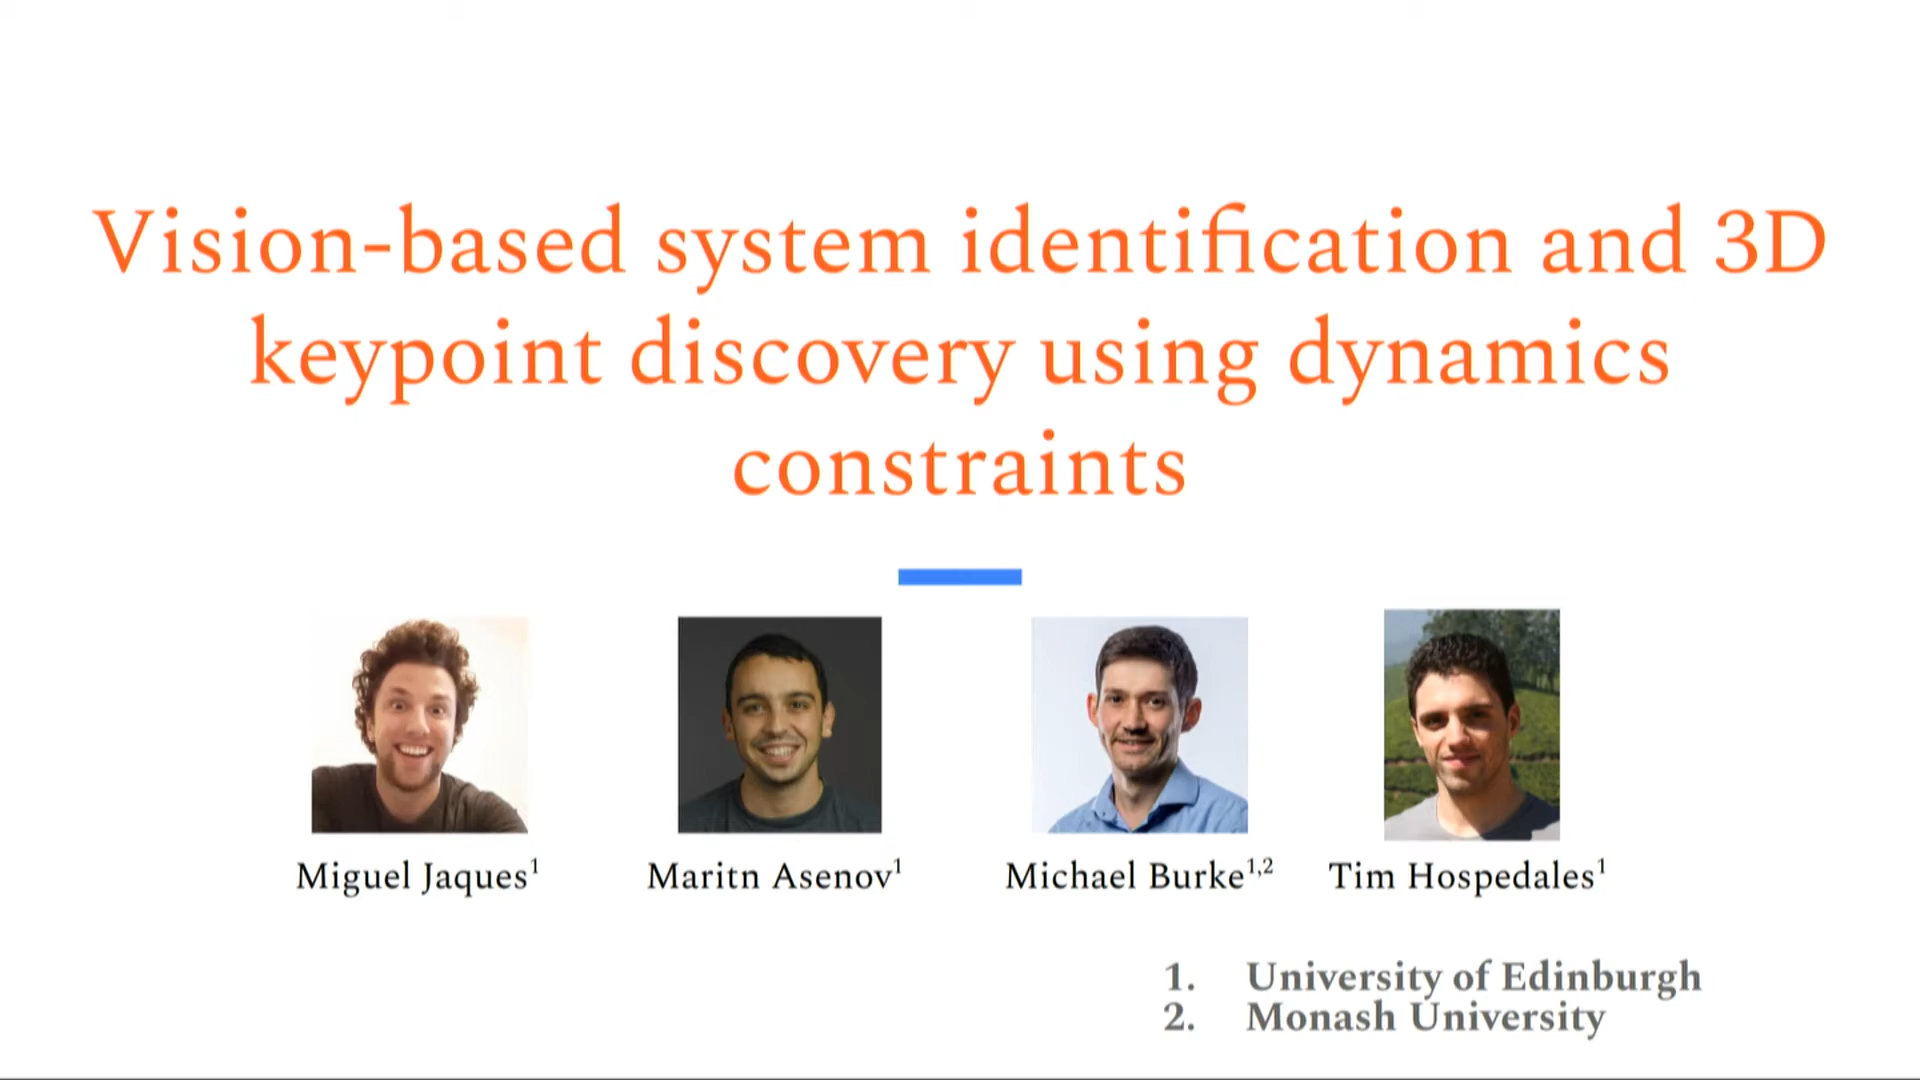 Vision-based system identification and 3D
keypoint discovery using dynamics
constraints
Miguel Jaques¹
Maritn Asenov¹
Michael Burke¹,²
Tim Hospedales¹
1. University of Edinburgh
2. Monash University